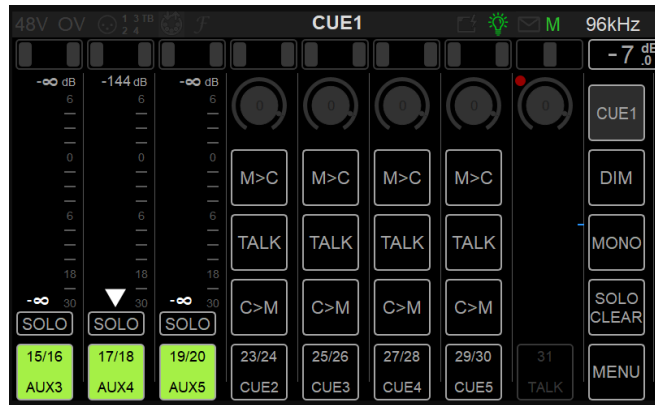 48V OV 1 3 TB 2 4 F CUE1 M 96kHz
-7 .0 dB
-∞ dB -144 dB -∞ dB
6 6 6 0 0 0 0 0 CUE1
0 0 0
M>C M>C M>C M>C DIM
6 6 6
TALK TALK TALK TALK MONO
18 18 18
-∞ 30 30 -∞ 30 C>M C>M C>M C>M SOLO
SOLO SOLO SOLO CLEAR
15/16 17/18 19/20 23/24 25/26 27/28 29/30 31 MENU
AUX3 AUX4 AUX5 CUE2 CUE3 CUE4 CUE5 TALK